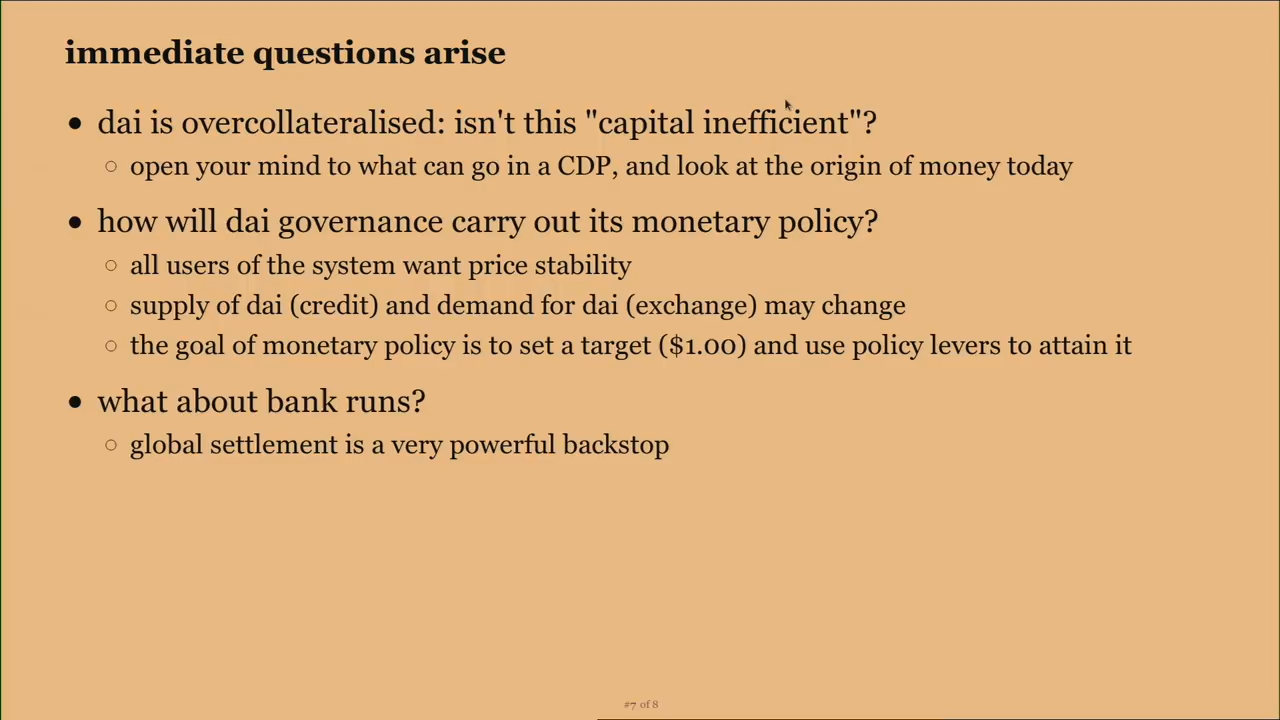 immediate questions arise
• dai is overcollateralised: isn't this "capital inefficient"?
○ open your mind to what can go in a CDP, and look at the origin of money today
• how will dai governance carry out its monetary policy?
○ all users of the system want price stability
○ supply of dai (credit) and demand for dai (exchange) may change
○ the goal of monetary policy is to set a target ($1.00) and use policy levers to attain it
• what about bank runs?
○ global settlement is a very powerful backstop
#7 of 8